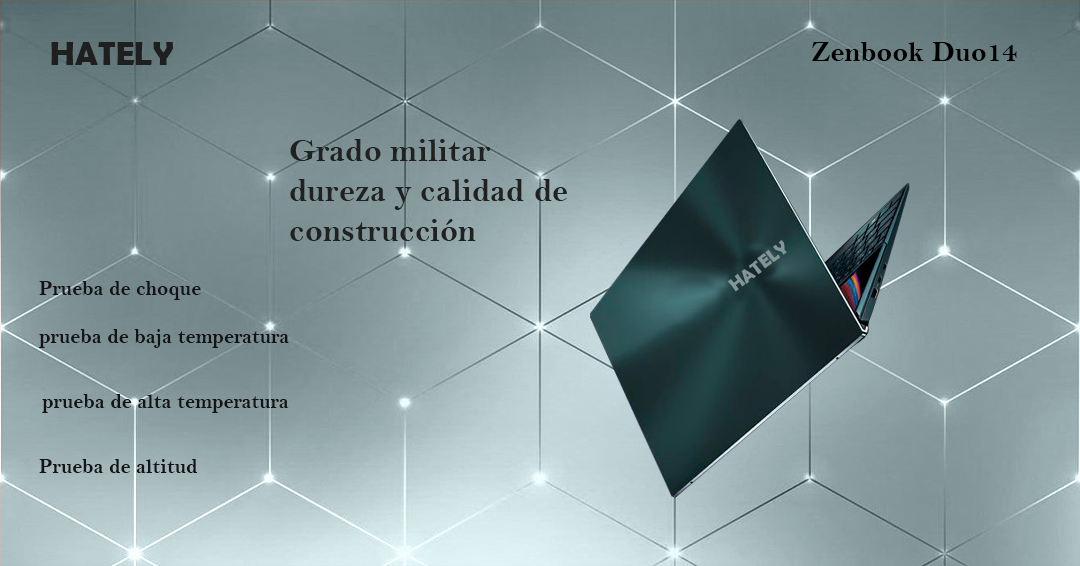 HATELY
Zenbook Duo14
Grado militar
dureza y calidad de
construcción
HATELY
Prueba de choque
prueba de baja temperatura
prueba de alta temperatura
Prueba de altitud